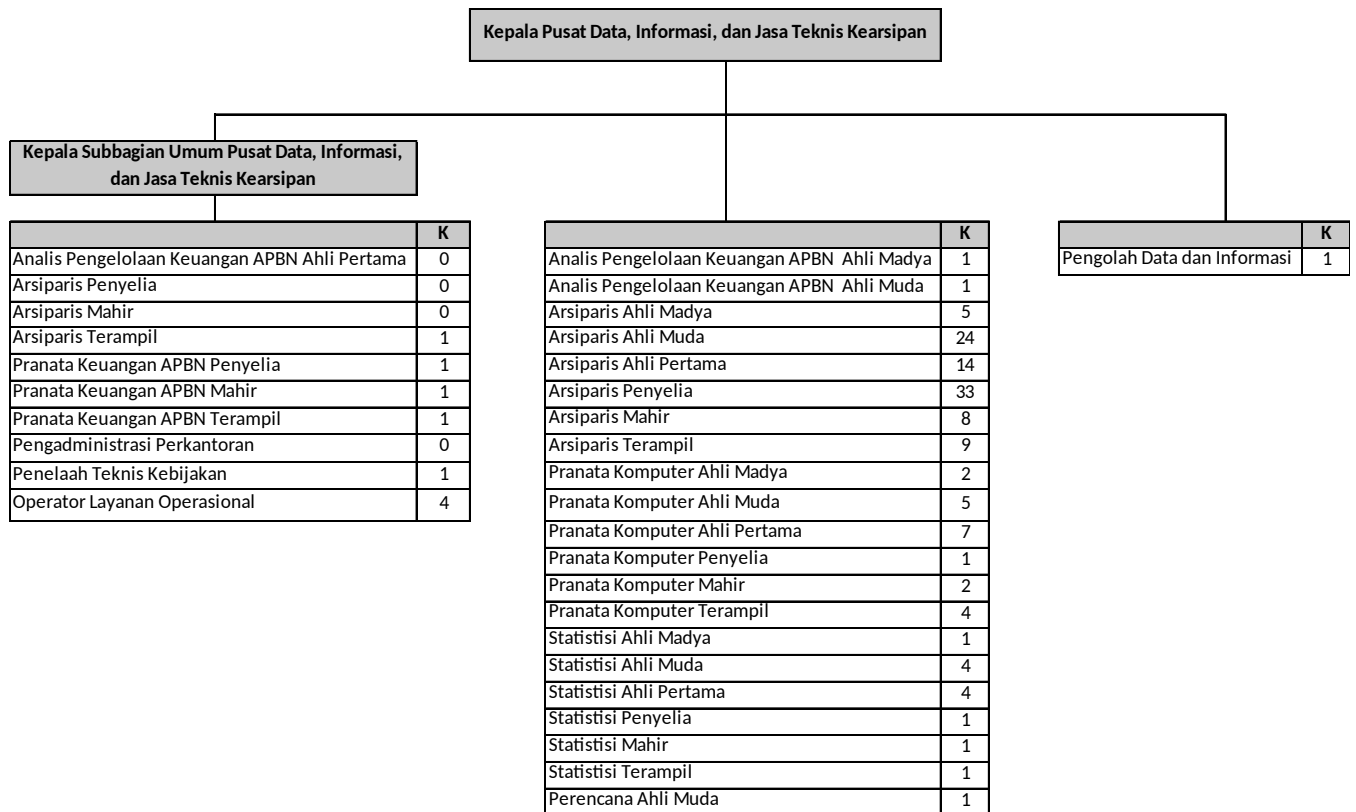 Kepala Pusat Data, Informasi, dan Jasa Teknis Kearsipan
Kepala Subbagian Umum Pusat Data, Informasi,
dan Jasa Teknis Kearsipan
K
Analis Pengelolaan Keuangan APBN Ahli Pertama 0
Arsiparis Penyelia 0
Arsiparis Mahir 0
Arsiparis Terampil 1
Pranata Keuangan APBN Penyelia 1
Pranata Keuangan APBN Mahir 1
Pranata Keuangan APBN Terampil 1
Pengadministrasi Perkantoran 0
Penelaah Teknis Kebijakan 1
Operator Layanan Operasional 4
K
Analis Pengelolaan Keuangan APBN Ahli Madya 1
Analis Pengelolaan Keuangan APBN Ahli Muda 1
Arsiparis Ahli Madya 5
Arsiparis Ahli Muda 24
Arsiparis Ahli Pertama 14
Arsiparis Penyelia 33
Arsiparis Mahir 8
Arsiparis Terampil 9
Pranata Komputer Ahli Madya 2
Pranata Komputer Ahli Muda 5
Pranata Komputer Ahli Pertama 7
Pranata Komputer Penyelia 1
Pranata Komputer Mahir 2
Pranata Komputer Terampil 4
Statistisi Ahli Madya 1
Statistisi Ahli Muda 4
Statistisi Ahli Pertama 4
Statistisi Penyelia 1
Statistisi Mahir 1
Statistisi Terampil 1
Perencana Ahli Muda 1
K
Pengolah Data dan Informasi 1